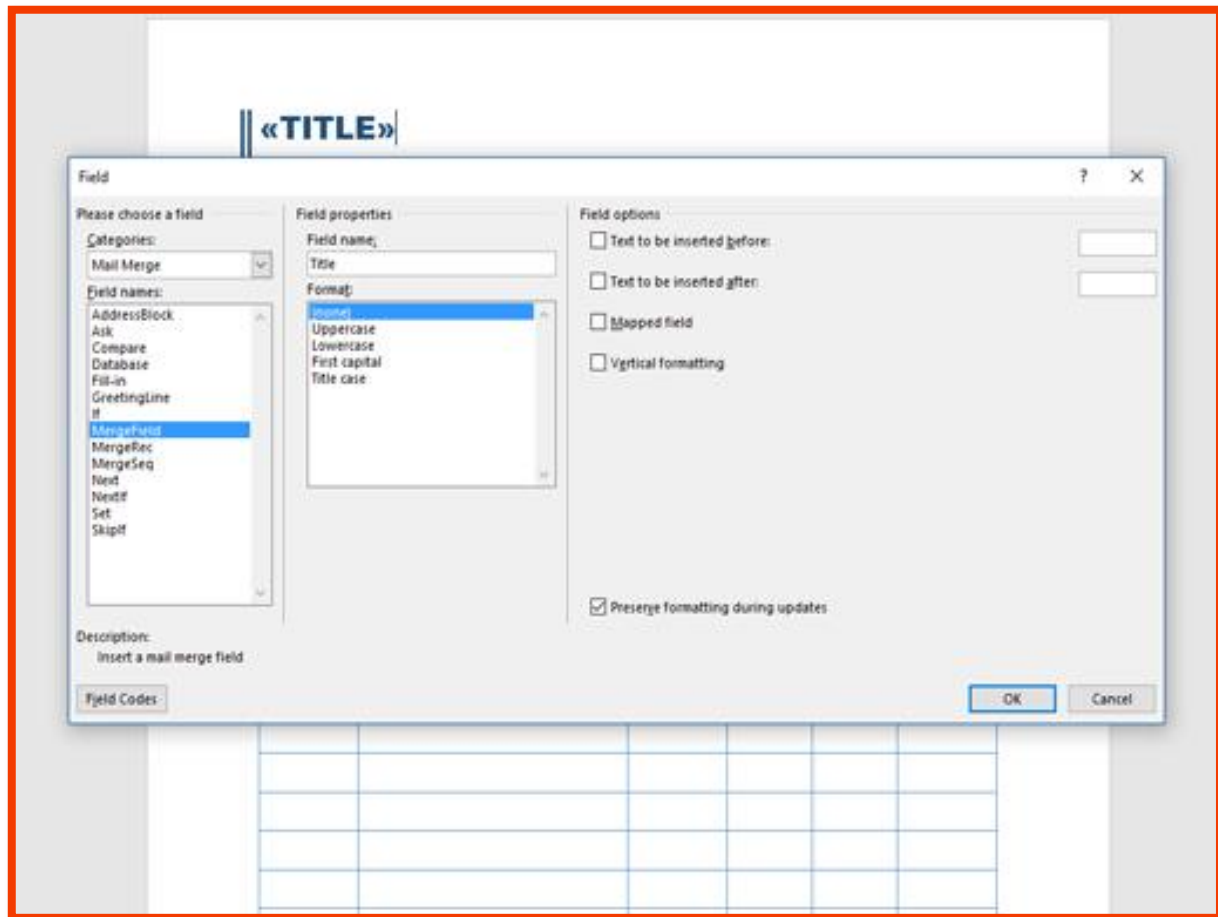 «TITLE»
Field
?
Please choose a field
Categories:
Mail Merge
Field names:
AddressBlock
Ask
Compare
Database
Fill-in
GreetingLine
If
MergeField
MergeRec
MergeSeq
Next
NextIf
Set
SkipIf
Field properties
Field name:
Title
Format:
(none)
Uppercase
Lowercase
First capital
Title case
Field options
Text to be inserted before:
Text to be inserted after:
Mapped field
Vertical formatting
Preserve formatting during updates
Description:
Insert a mail merge field
Field Codes
OK
Cancel